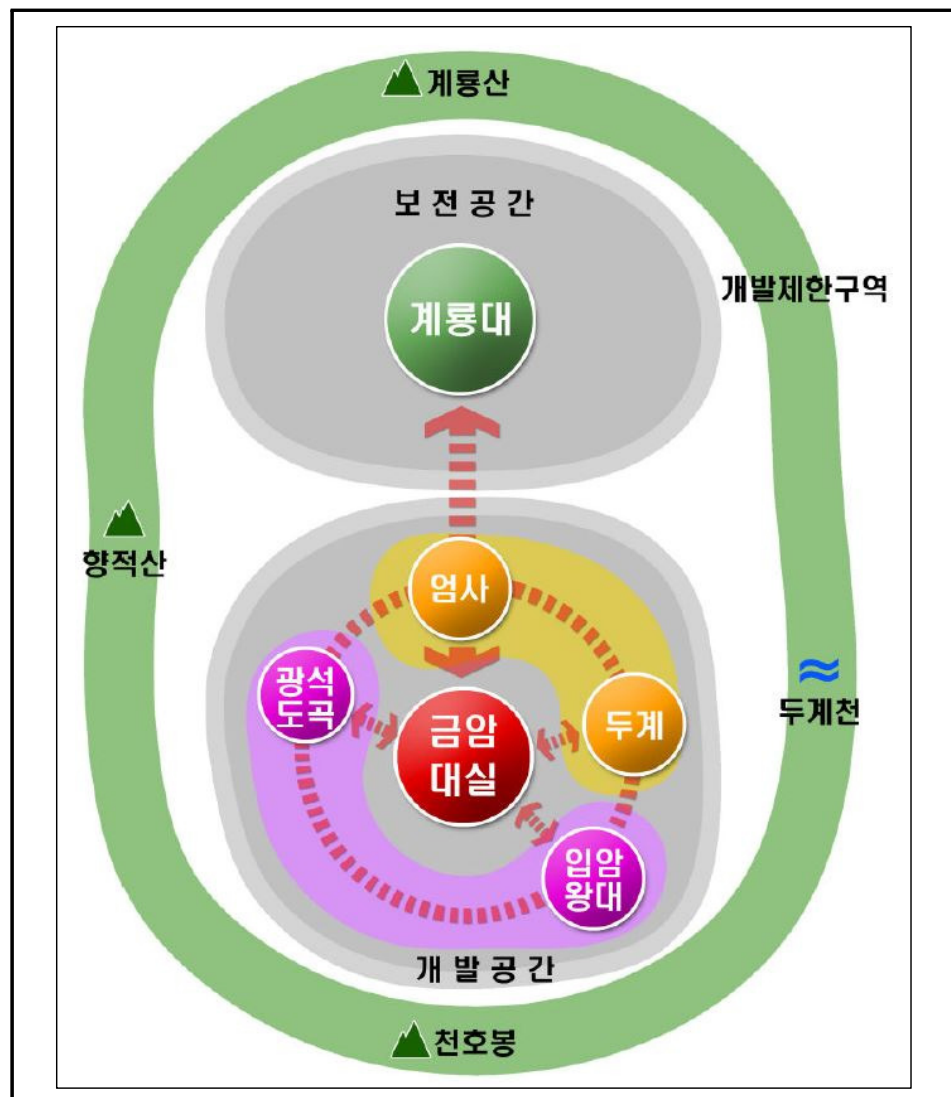 계룡산
보전공간
개발제한구역
계룡대
향적산
엄사
광석
도곡
금암
대실
두계
두계천
입암
왕대
개발공간
천호봉